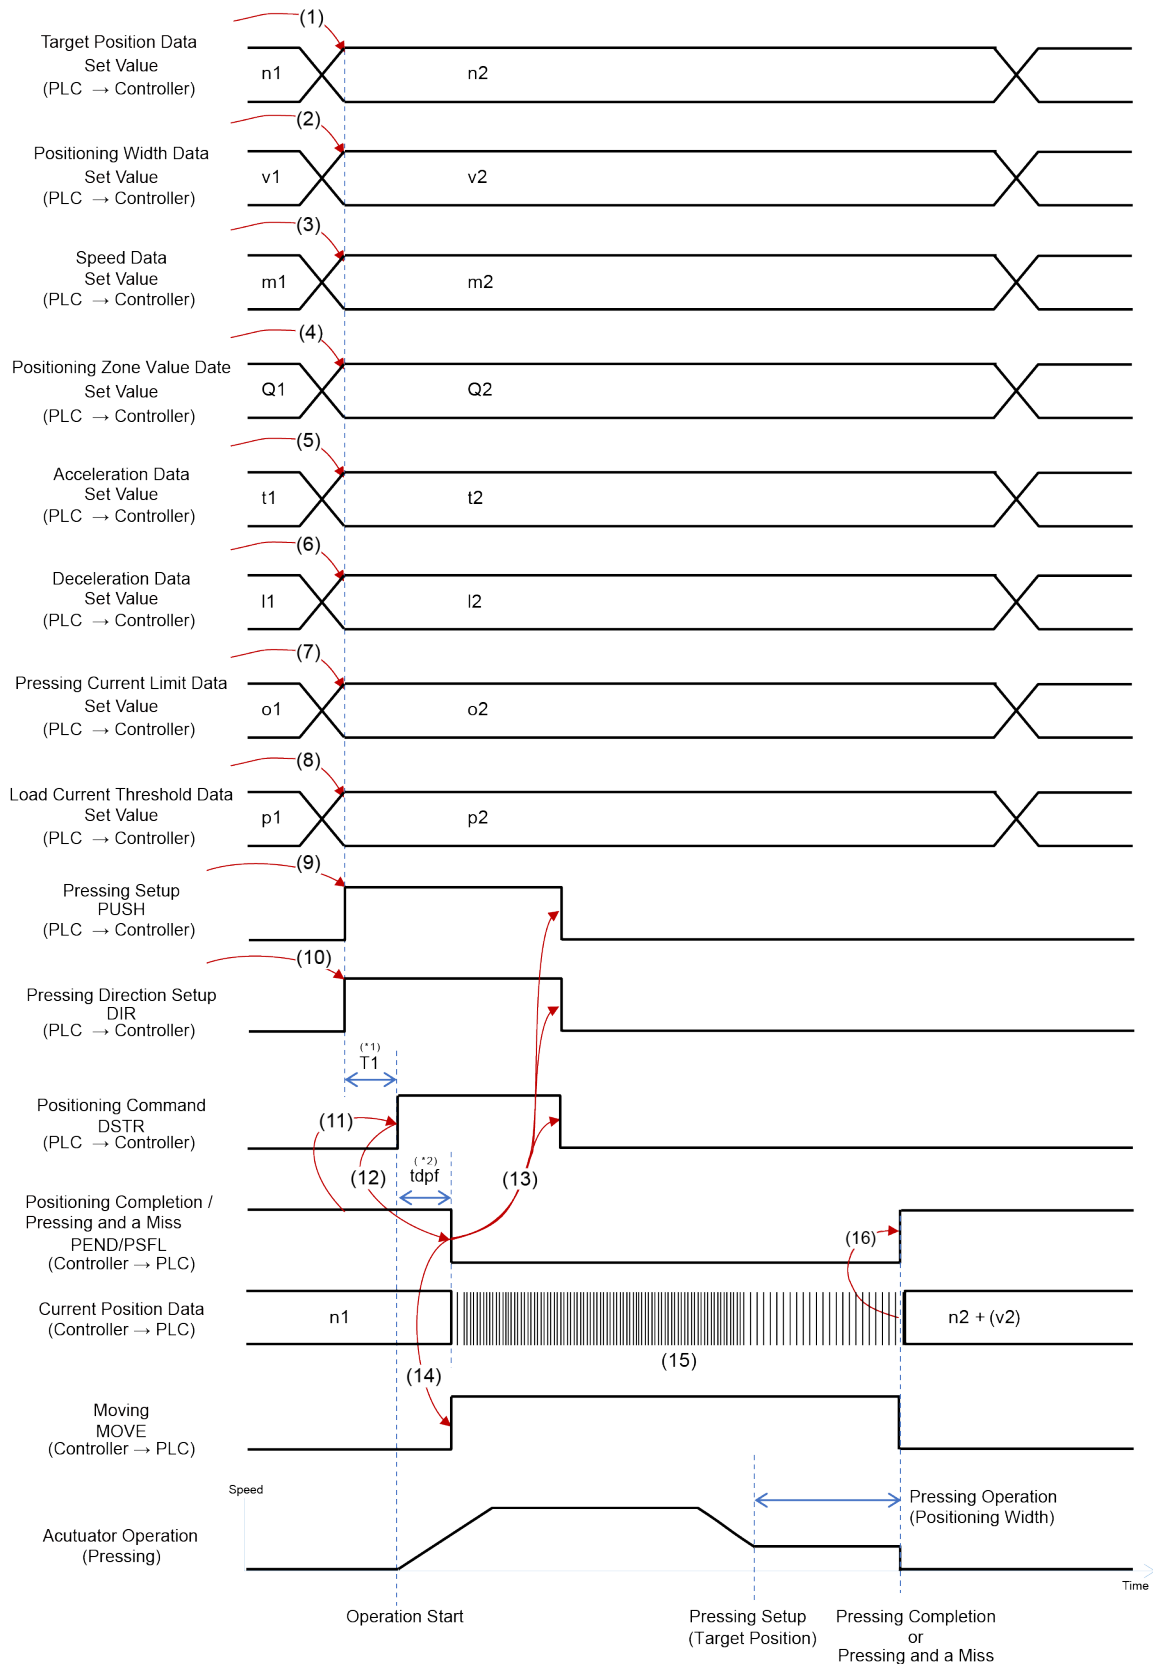 (1)
Target Position Data
Set Value
(PLC → Controller)
n1
n2
(2)
Positioning Width Data
Set Value
(PLC → Controller)
v1
v2
(3)
Speed Data
Set Value
(PLC → Controller)
m1
m2
(4)
Positioning Zone Value Date
Set Value
(PLC → Controller)
Q1
Q2
(5)
Acceleration Data
Set Value
(PLC → Controller)
t1
t2
(6)
Deceleration Data
Set Value
(PLC → Controller)
l1
l2
(7)
Pressing Current Limit Data
Set Value
(PLC → Controller)
o1
o2
(8)
Load Current Threshold Data
Set Value
(PLC → Controller)
p1
p2
(9)
Pressing Setup
PUSH
(PLC → Controller)
(10)
Pressing Direction Setup
DIR
(PLC → Controller)
(*1)
T1
Positioning Command
DSTR
(PLC → Controller)
(11)
(12)
(*2)
tdpf
(13)
Positioning Completion /
Pressing and a Miss
PEND/PSFL
(Controller → PLC)
(16)
Current Position Data
(Controller → PLC)
n1
n2 + (v2)
(15)
(14)
Moving
MOVE
(Controller → PLC)
Speed
Pressing Operation
(Positioning Width)
Acutuator Operation
(Pressing)
Time
Operation Start
Pressing Setup
(Target Position)
Pressing Completion
or
Pressing and a Miss